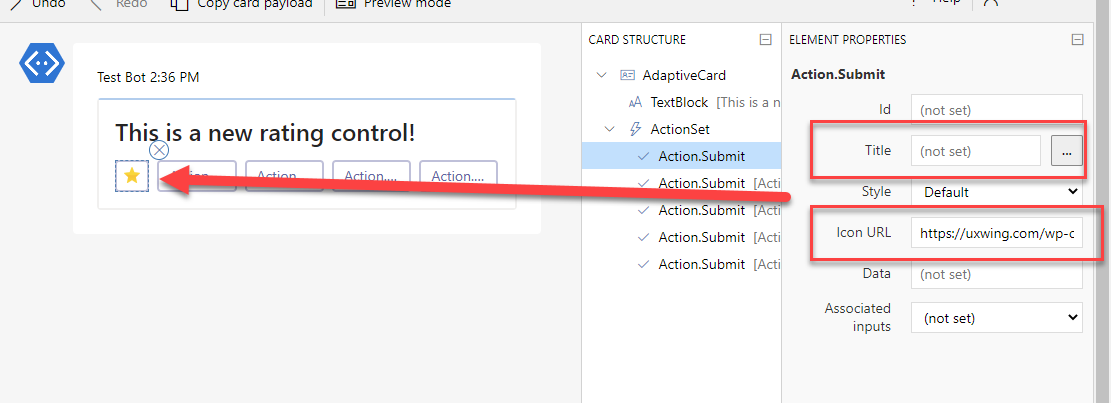 Undo Redo Copy card payload Preview mode Help
CARD STRUCTURE
ELEMENT PROPERTIES
Test Bot 2:36 PM
This is a new rating control!
Action.... Action....
AdaptiveCard
TextBlock [This is a n
ActionSet
Action.Submit
Action.Submit [Acti
Action.Submit [Acti
Action.Submit [Acti
Action.Submit [Acti
Action.Submit
Id (not set)
Title (not set) ...
Style Default
Icon URL https://uxwing.com/wp-c
Data (not set)
Associated
inputs (not set)